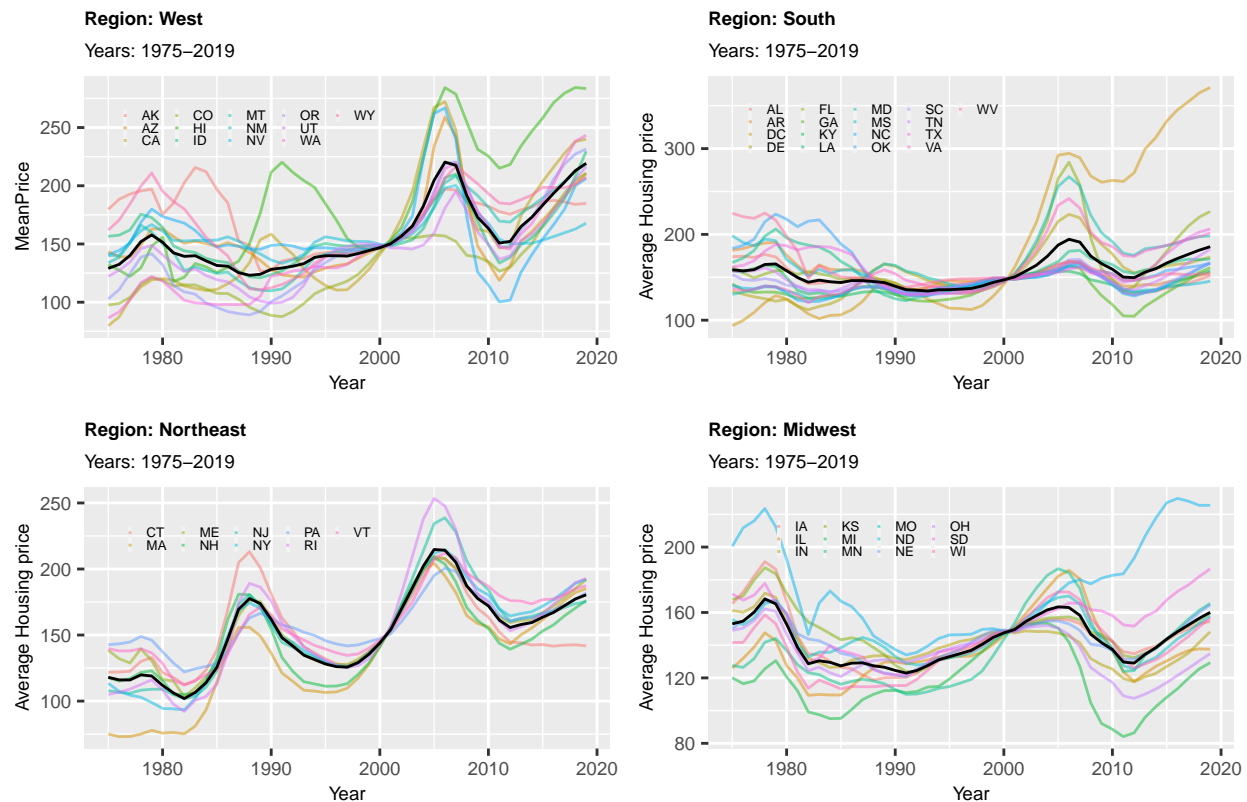 Region: West
Years: 1975−2019
MeanPrice
250
200
150
100
AK CO MT OR WY
AZ HI NM UT
CA ID NV WA
1980 1990 2000 2010 2020
Year
Region: South
Years: 1975−2019
Average Housing price
300
200
100
AL FL MD SC WV
AR GA MS TN
DC KY NC TX
DE LA OK VA
1980 1990 2000 2010 2020
Year
Region: Northeast
Years: 1975−2019
Average Housing price
250
200
150
100
CT ME NJ PA VT
MA NH NY RI
1980 1990 2000 2010 2020
Year
Region: Midwest
Years: 1975−2019
Average Housing price
200
160
120
80
IA KS MO OH
IL MI ND SD
IN MN NE WI
1980 1990 2000 2010 2020
Year